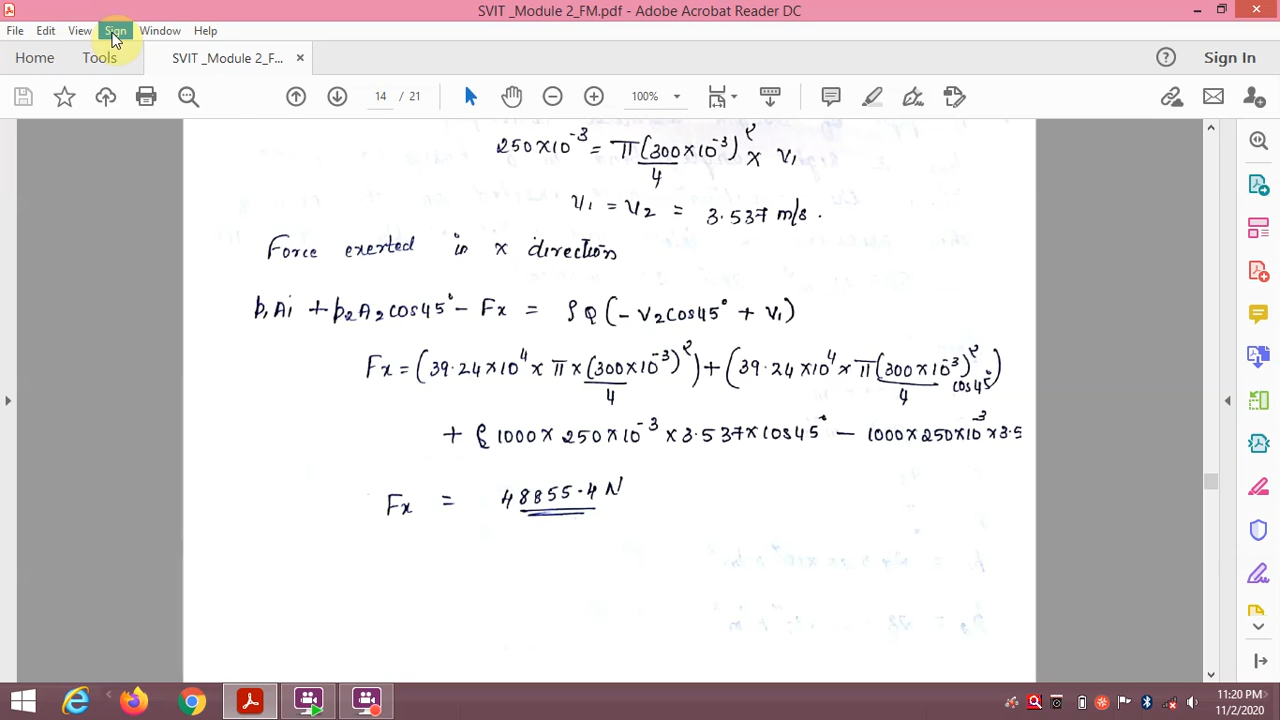 SVIT _Module 2_FM.pdf - Adobe Acrobat Reader DC
File Edit View Sign Window Help
Home Tools SVIT _Module 2_F... × Sign In
14 / 21 100%
250×10⁻³ = π(300×10⁻³)²/4 × V₁
V₁ = V₂ = 3.537 m/s.
Force exerted in x direction
p₁A₁ + p₂A₂cos45° - Fx = ρQ(-V₂cos45° + V₁)
Fx = (39.24×10⁴ × π × (300×10⁻³)²/4) + (39.24×10⁴ × π(300×10⁻³)²/4 cos45°)
+ 1000×250×10⁻³×3.537×cos45° - 1000×250×10⁻³×3.5
Fx = 48855.4 N
11:20 PM
11/2/2020